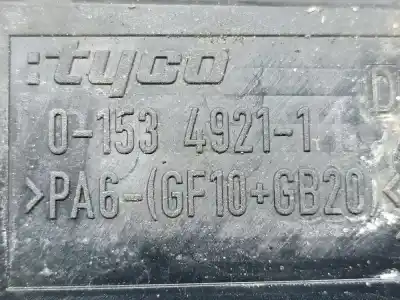 :tyco
0-153 4921-1
D
>PA6-(GF10+GB20)<